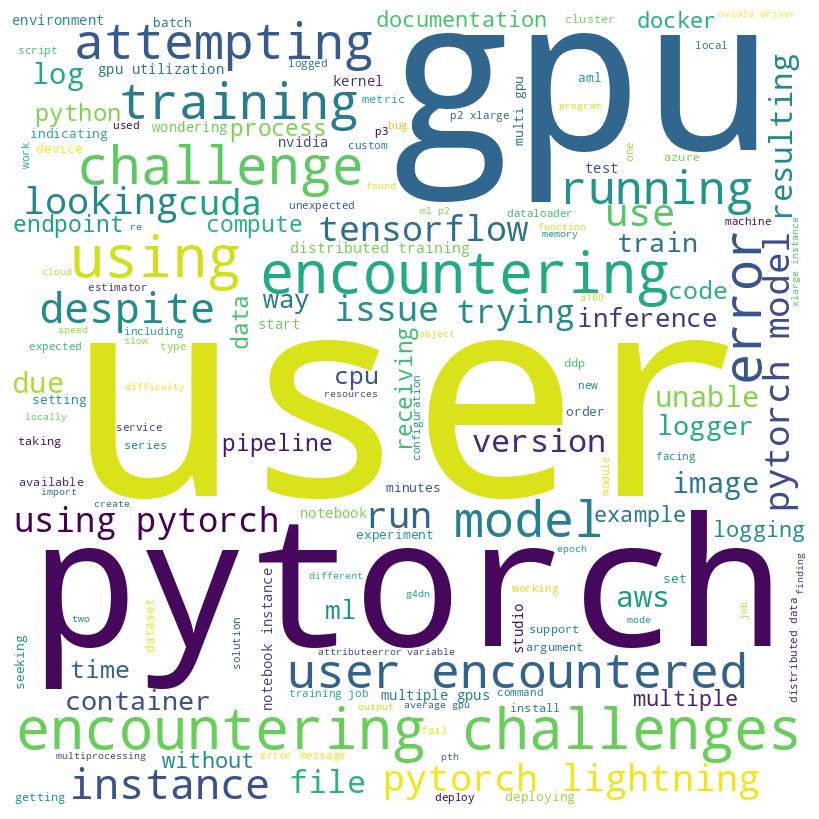 environment
batch
documentation
cluster
docker
nvidia driver
attempting
gpu
local
script
log
gpu utilization
logged
kernel
aml
multi gpu
resulting
training
metric
p2 xlarge
program
python
indicating
used
wondering
process
p3
bug
nvidia
custom
test
one
azure
work
device
challenge
found
running
looking
cuda
unexpected
ml p2
dataloader
use
machine
endpoint
compute
tensorflow
function
memory
train
error
pytorch model
xlarge instance
using
distributed training
encountering
cloud
estimator
code
despite
data
way
issue
trying
a100
inference
speed
including
start
object
expected
slow
type
receiving
user
due
difficulty
cpu
configuration
ddp
new
unable
setting
resources
order
locally
service
logger
taking
series
pipeline
version
facing
available
import
minutes
module
image
create
using pytorch
notebook
run
model
example
logging
experiment
pytorch
epoch
finding
different
set
two
dataset
solution
notebook instance
ml
g4dn
working
aws
mode
job
distributed data
studio
support
seeking
attributeerror variable
argument
time
user encountered
container
training job
multiple gpus
command
multiple
output
average gpu
install
encountering challenges
fail
multiprocessing
without
error message
pth
instance
file
pytorch lightning
getting
deploy
deploying